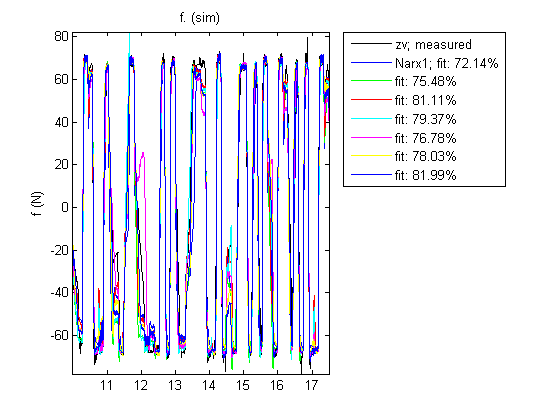 f. (sim)
80
60
40
20
0
-20
-40
-60
f (N)
11 12 13 14 15 16 17
zv; measured
Narx1; fit: 72.14%
fit: 75.48%
fit: 81.11%
fit: 79.37%
fit: 76.78%
fit: 78.03%
fit: 81.99%